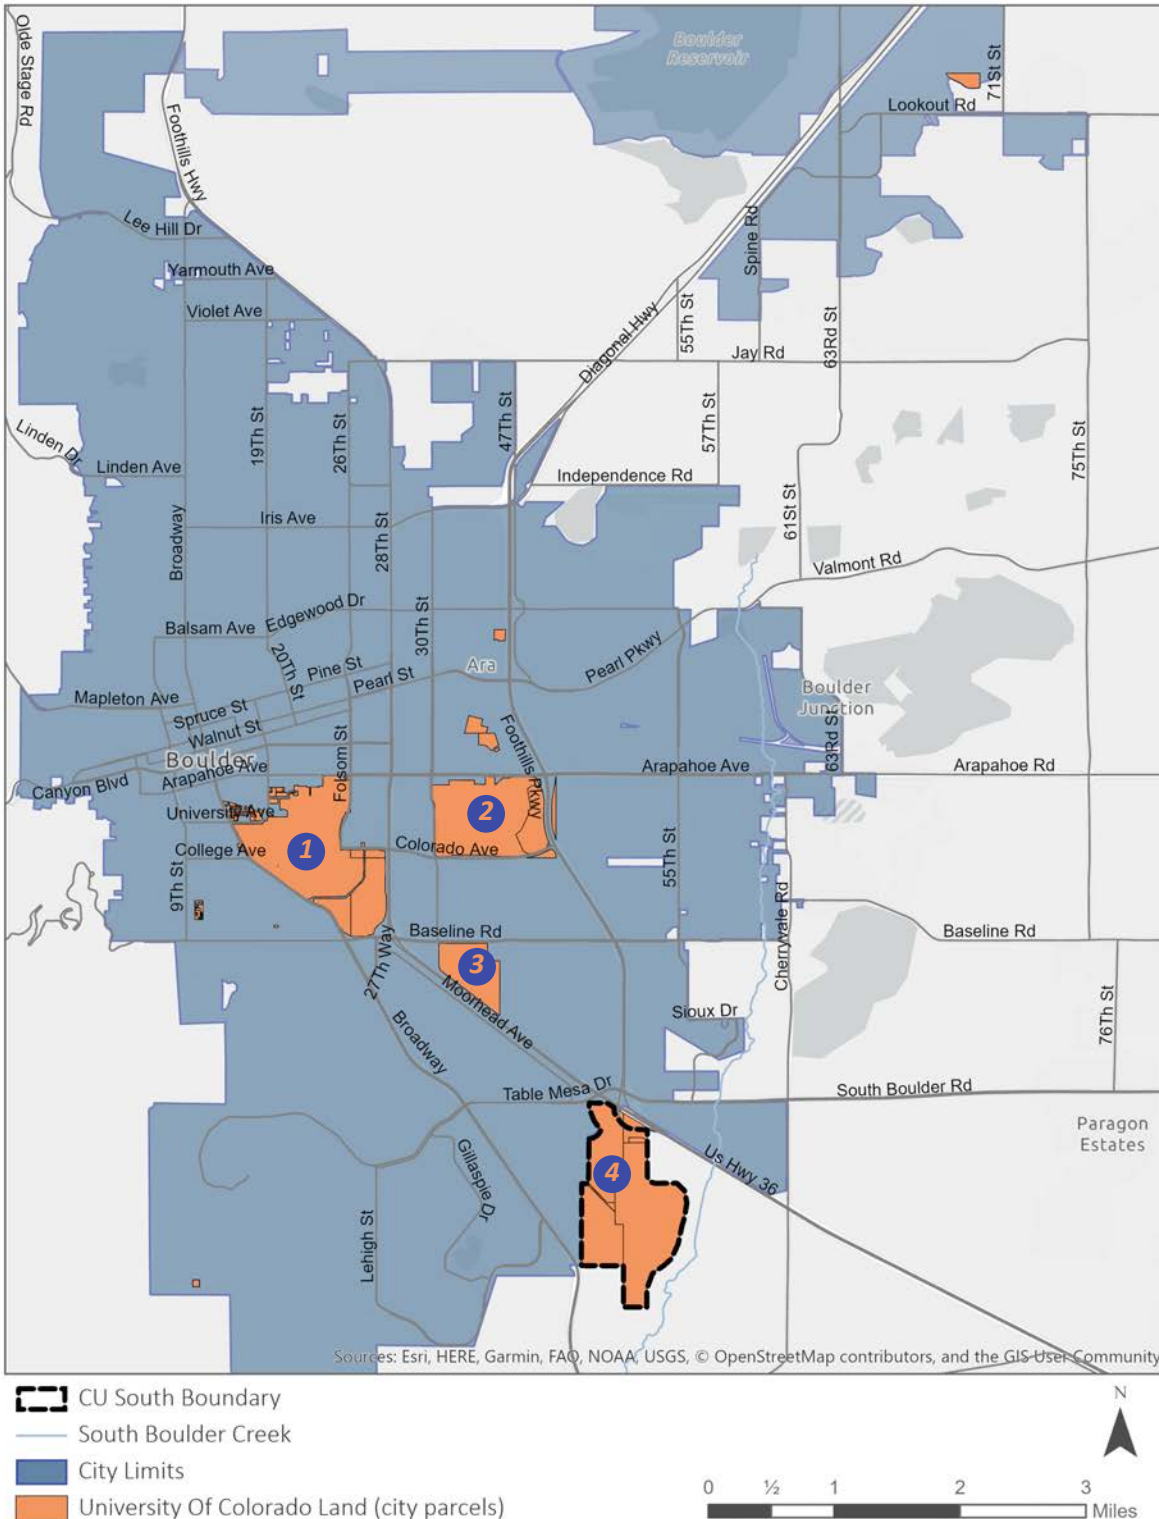 Olde Stage Rd
Foothills Hwy
Boulder
Reservoir
71St St
Lookout Rd
Lee Hill Dr
Yarmouth Ave
Violet Ave
Spine Rd
55Th St
Diagonal Hwy
63Rd St
Jay Rd
Linden Dr
Linden Ave
19Th St
26Th St
47Th St
57Th St
75Th St
Independence Rd
Broadway
Iris Ave
28Th St
61St St
Valmont Rd
Balsam Ave
Edgewood Dr
30Th St
20Th St
Pine St
Pearl St
Ara
Pearl Pkwy
Mapleton Ave
Spruce St
Walnut St
Boulder
Junction
63Rd St
Boulder
Canyon Blvd
Arapahoe Ave
Folsom St
Foothills Pkwy
Arapahoe Ave
Arapahoe Rd
University Ave
College Ave
1
2
Colorado Ave
55Th St
9Th St
27Th Way
Baseline Rd
Cherryvale Rd
Baseline Rd
3
Moorhead Ave
Broadway
Sioux Dr
76Th St
Table Mesa Dr
South Boulder Rd
Paragon
Estates
Gillaspie Dr
4
Us Hwy 36
Lehigh St
Sources: Esri, HERE, Garmin, FAO, NOAA, USGS, © OpenStreetMap contributors, and the GIS User Community
CU South Boundary
South Boulder Creek
City Limits
University Of Colorado Land (city parcels)
N
0 ½ 1 2 3
Miles